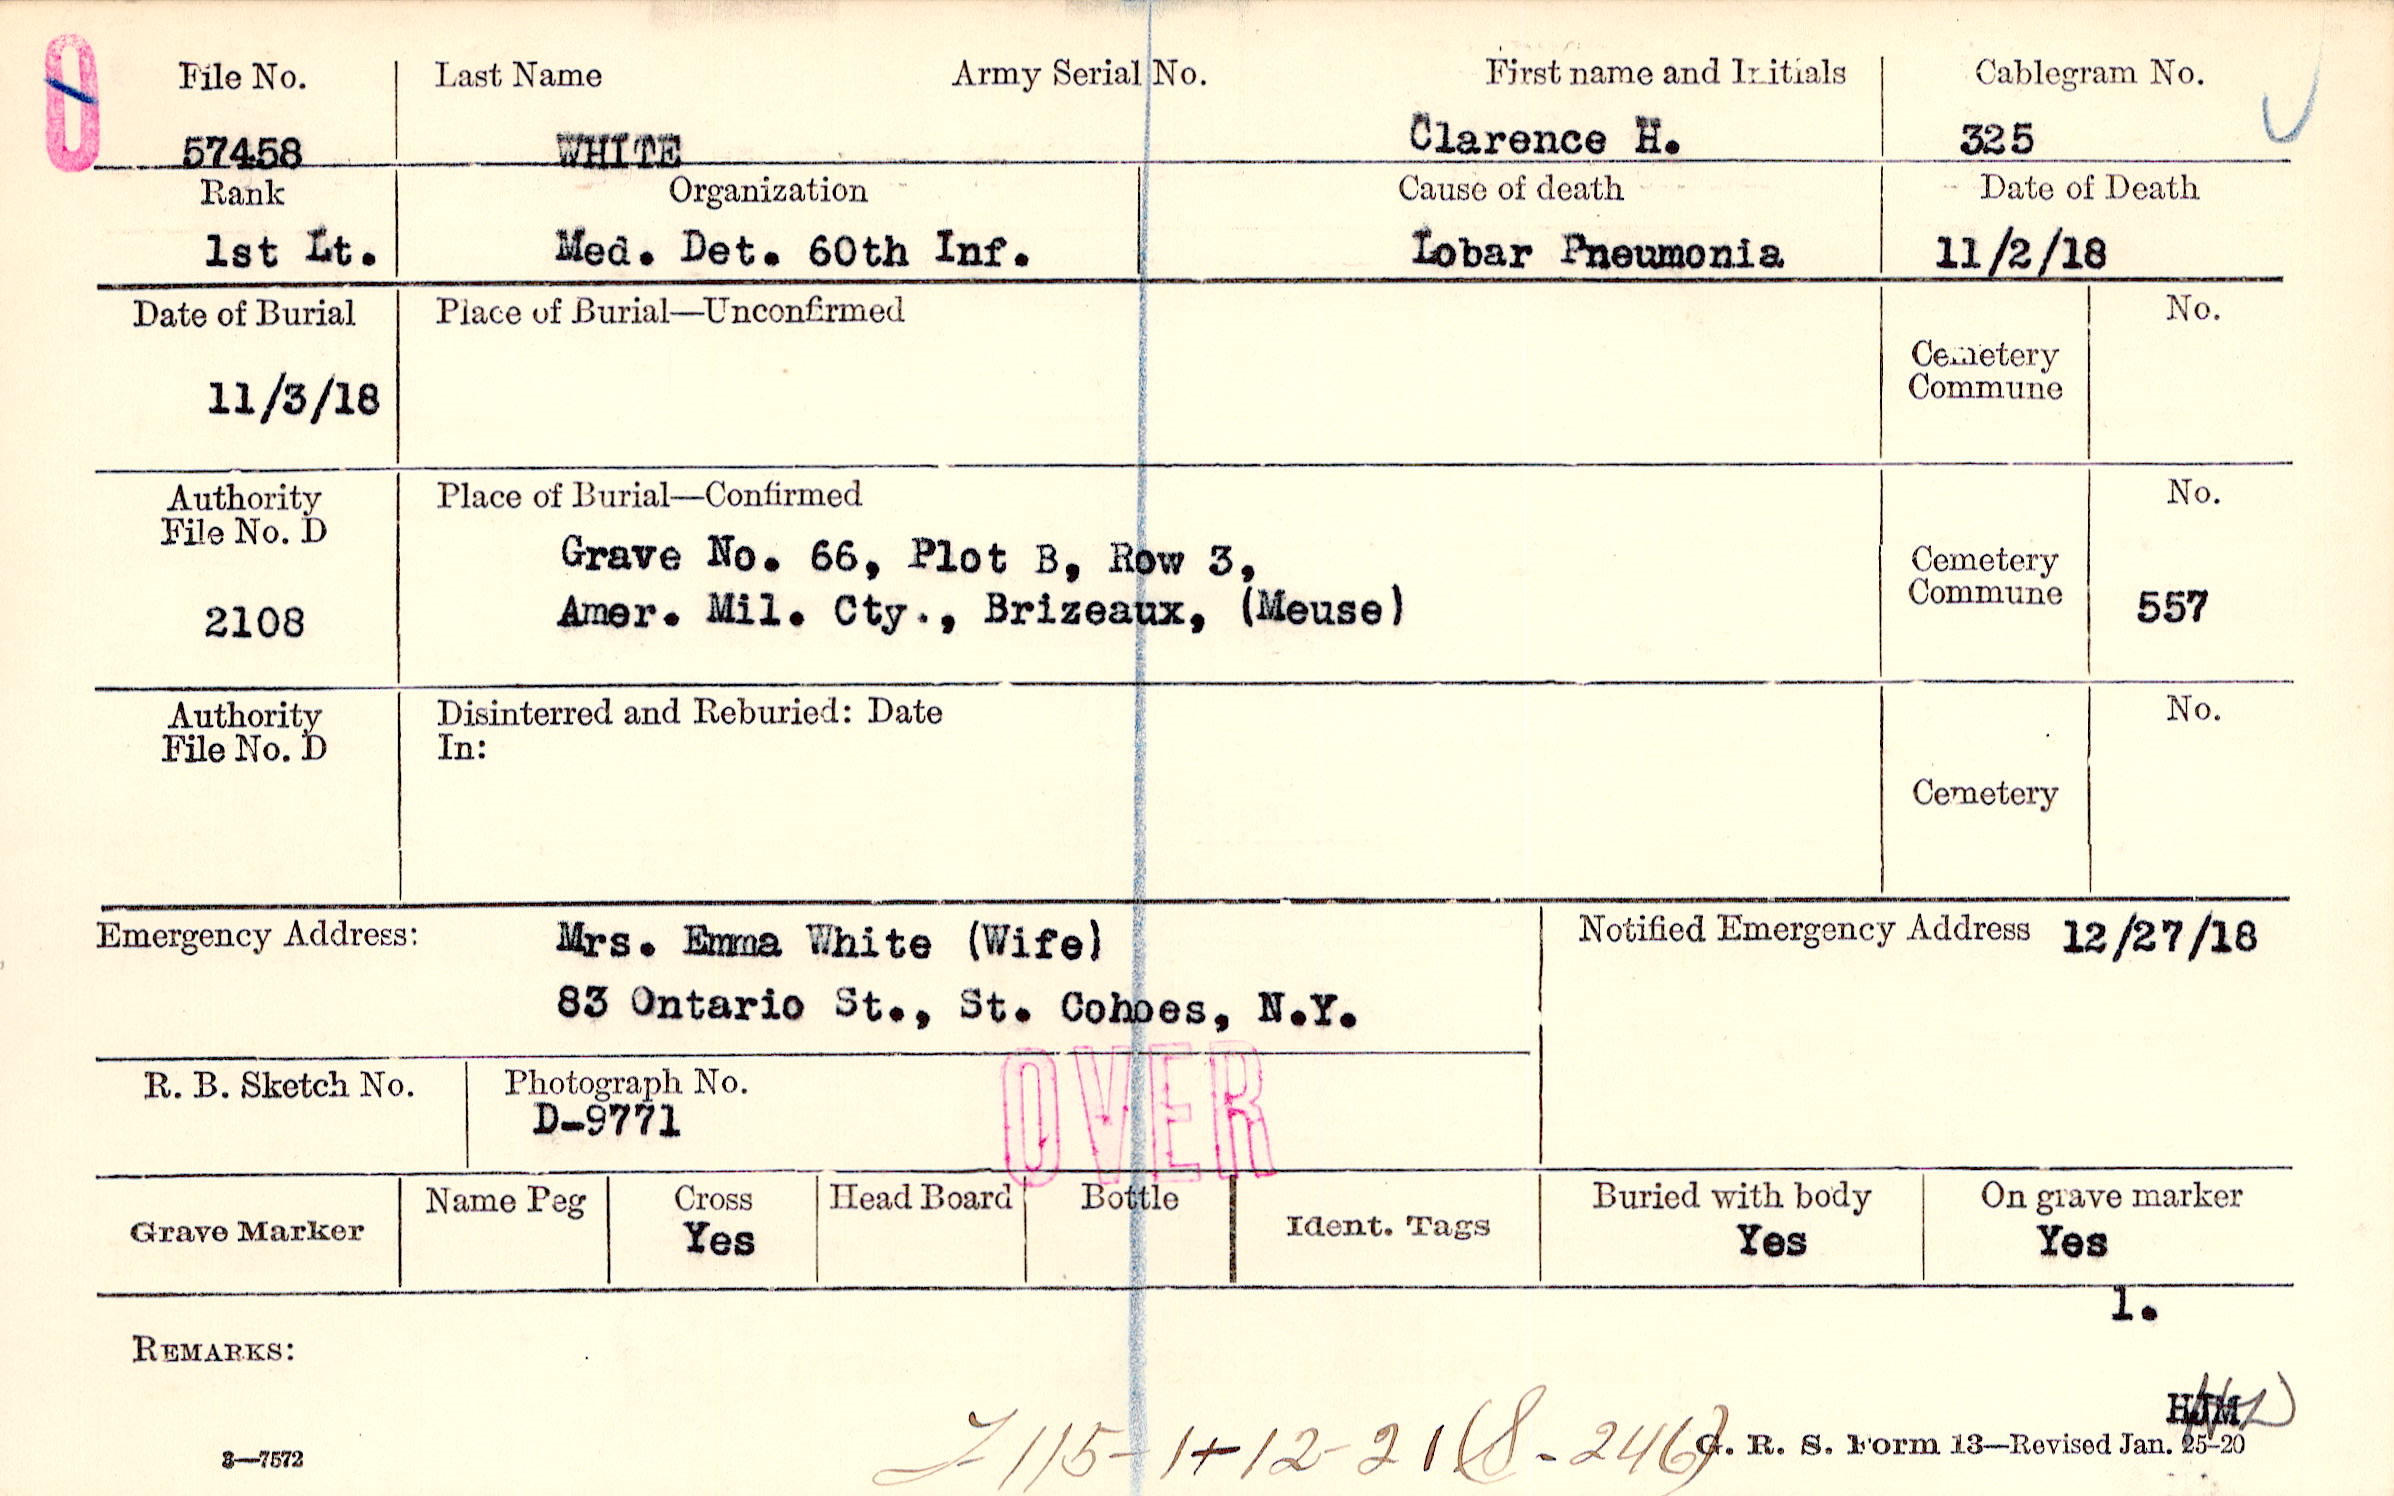 O
File No. Last Name Army Serial No. First name and Initials Cablegram No.
57458 WHITE Clarence H. 325
Rank Organization Cause of death Date of Death
1st Lt. Med. Det. 60th Inf. Lobar Pneumonia 11/2/18
Date of Burial Place of Burial—Unconfirmed No.
Cemetery
Commune
11/3/18
Authority Place of Burial—Confirmed No.
File No. D
Grave No. 66, Plot B, Row 3,
Cemetery
Commune
2108 Amer. Mil. Cty., Brizeaux, (Meuse) 557
Authority Disinterred and Reburied: Date No.
File No. D In:
Cemetery
Emergency Address: Mrs. Emma White (Wife) Notified Emergency Address 12/27/18
83 Ontario St., St. Cohoes, N.Y.
OVER
R. B. Sketch No. Photograph No.
D-9771
Grave Marker Name Peg Cross Head Board Bottle Ident. Tags Buried with body On grave marker
Yes Yes Yes
1.
REMARKS:
HJM
115-1+12-21(S-246)
3—7572 G. R. S. Form 13—Revised Jan. 25-20